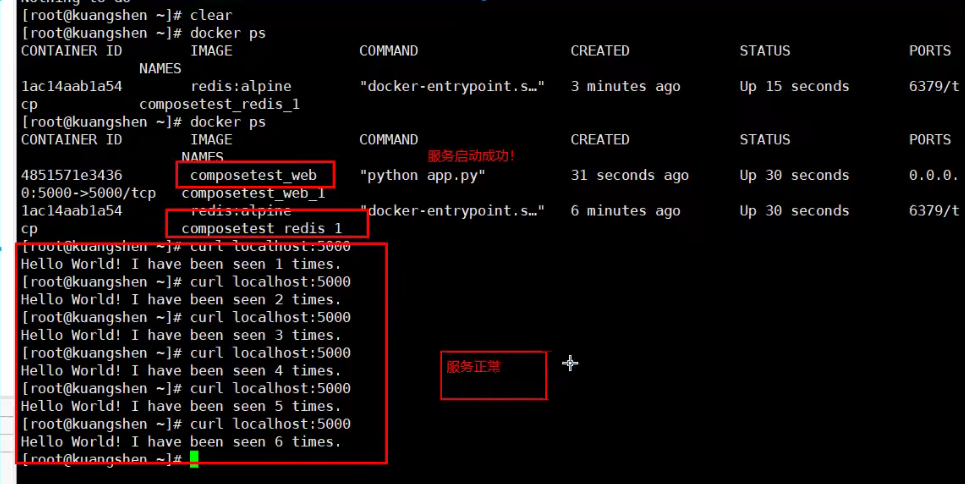 Nothing to do
[root@kuangshen ~]# clear
[root@kuangshen ~]# docker ps
CONTAINER ID IMAGE COMMAND CREATED STATUS PORTS
NAMES
1ac14aab1a54 redis:alpine "docker-entrypoint.s…" 3 minutes ago Up 15 seconds 6379/t
cp composetest_redis_1
[root@kuangshen ~]# docker ps
CONTAINER ID IMAGE COMMAND CREATED STATUS PORTS
NAMES 服务启动成功!
4851571e3436 composetest_web "python app.py" 31 seconds ago Up 30 seconds 0.0.0.
0:5000->5000/tcp composetest_web_1
1ac14aab1a54 redis:alpine "docker-entrypoint.s…" 6 minutes ago Up 30 seconds 6379/t
cp composetest_redis_1
[root@kuangshen ~]# curl localhost:5000
Hello World! I have been seen 1 times.
[root@kuangshen ~]# curl localhost:5000
Hello World! I have been seen 2 times.
[root@kuangshen ~]# curl localhost:5000
Hello World! I have been seen 3 times.
[root@kuangshen ~]# curl localhost:5000
Hello World! I have been seen 4 times.
服务正常
[root@kuangshen ~]# curl localhost:5000
Hello World! I have been seen 5 times.
[root@kuangshen ~]# curl localhost:5000
Hello World! I have been seen 6 times.
[root@kuangshen ~]#